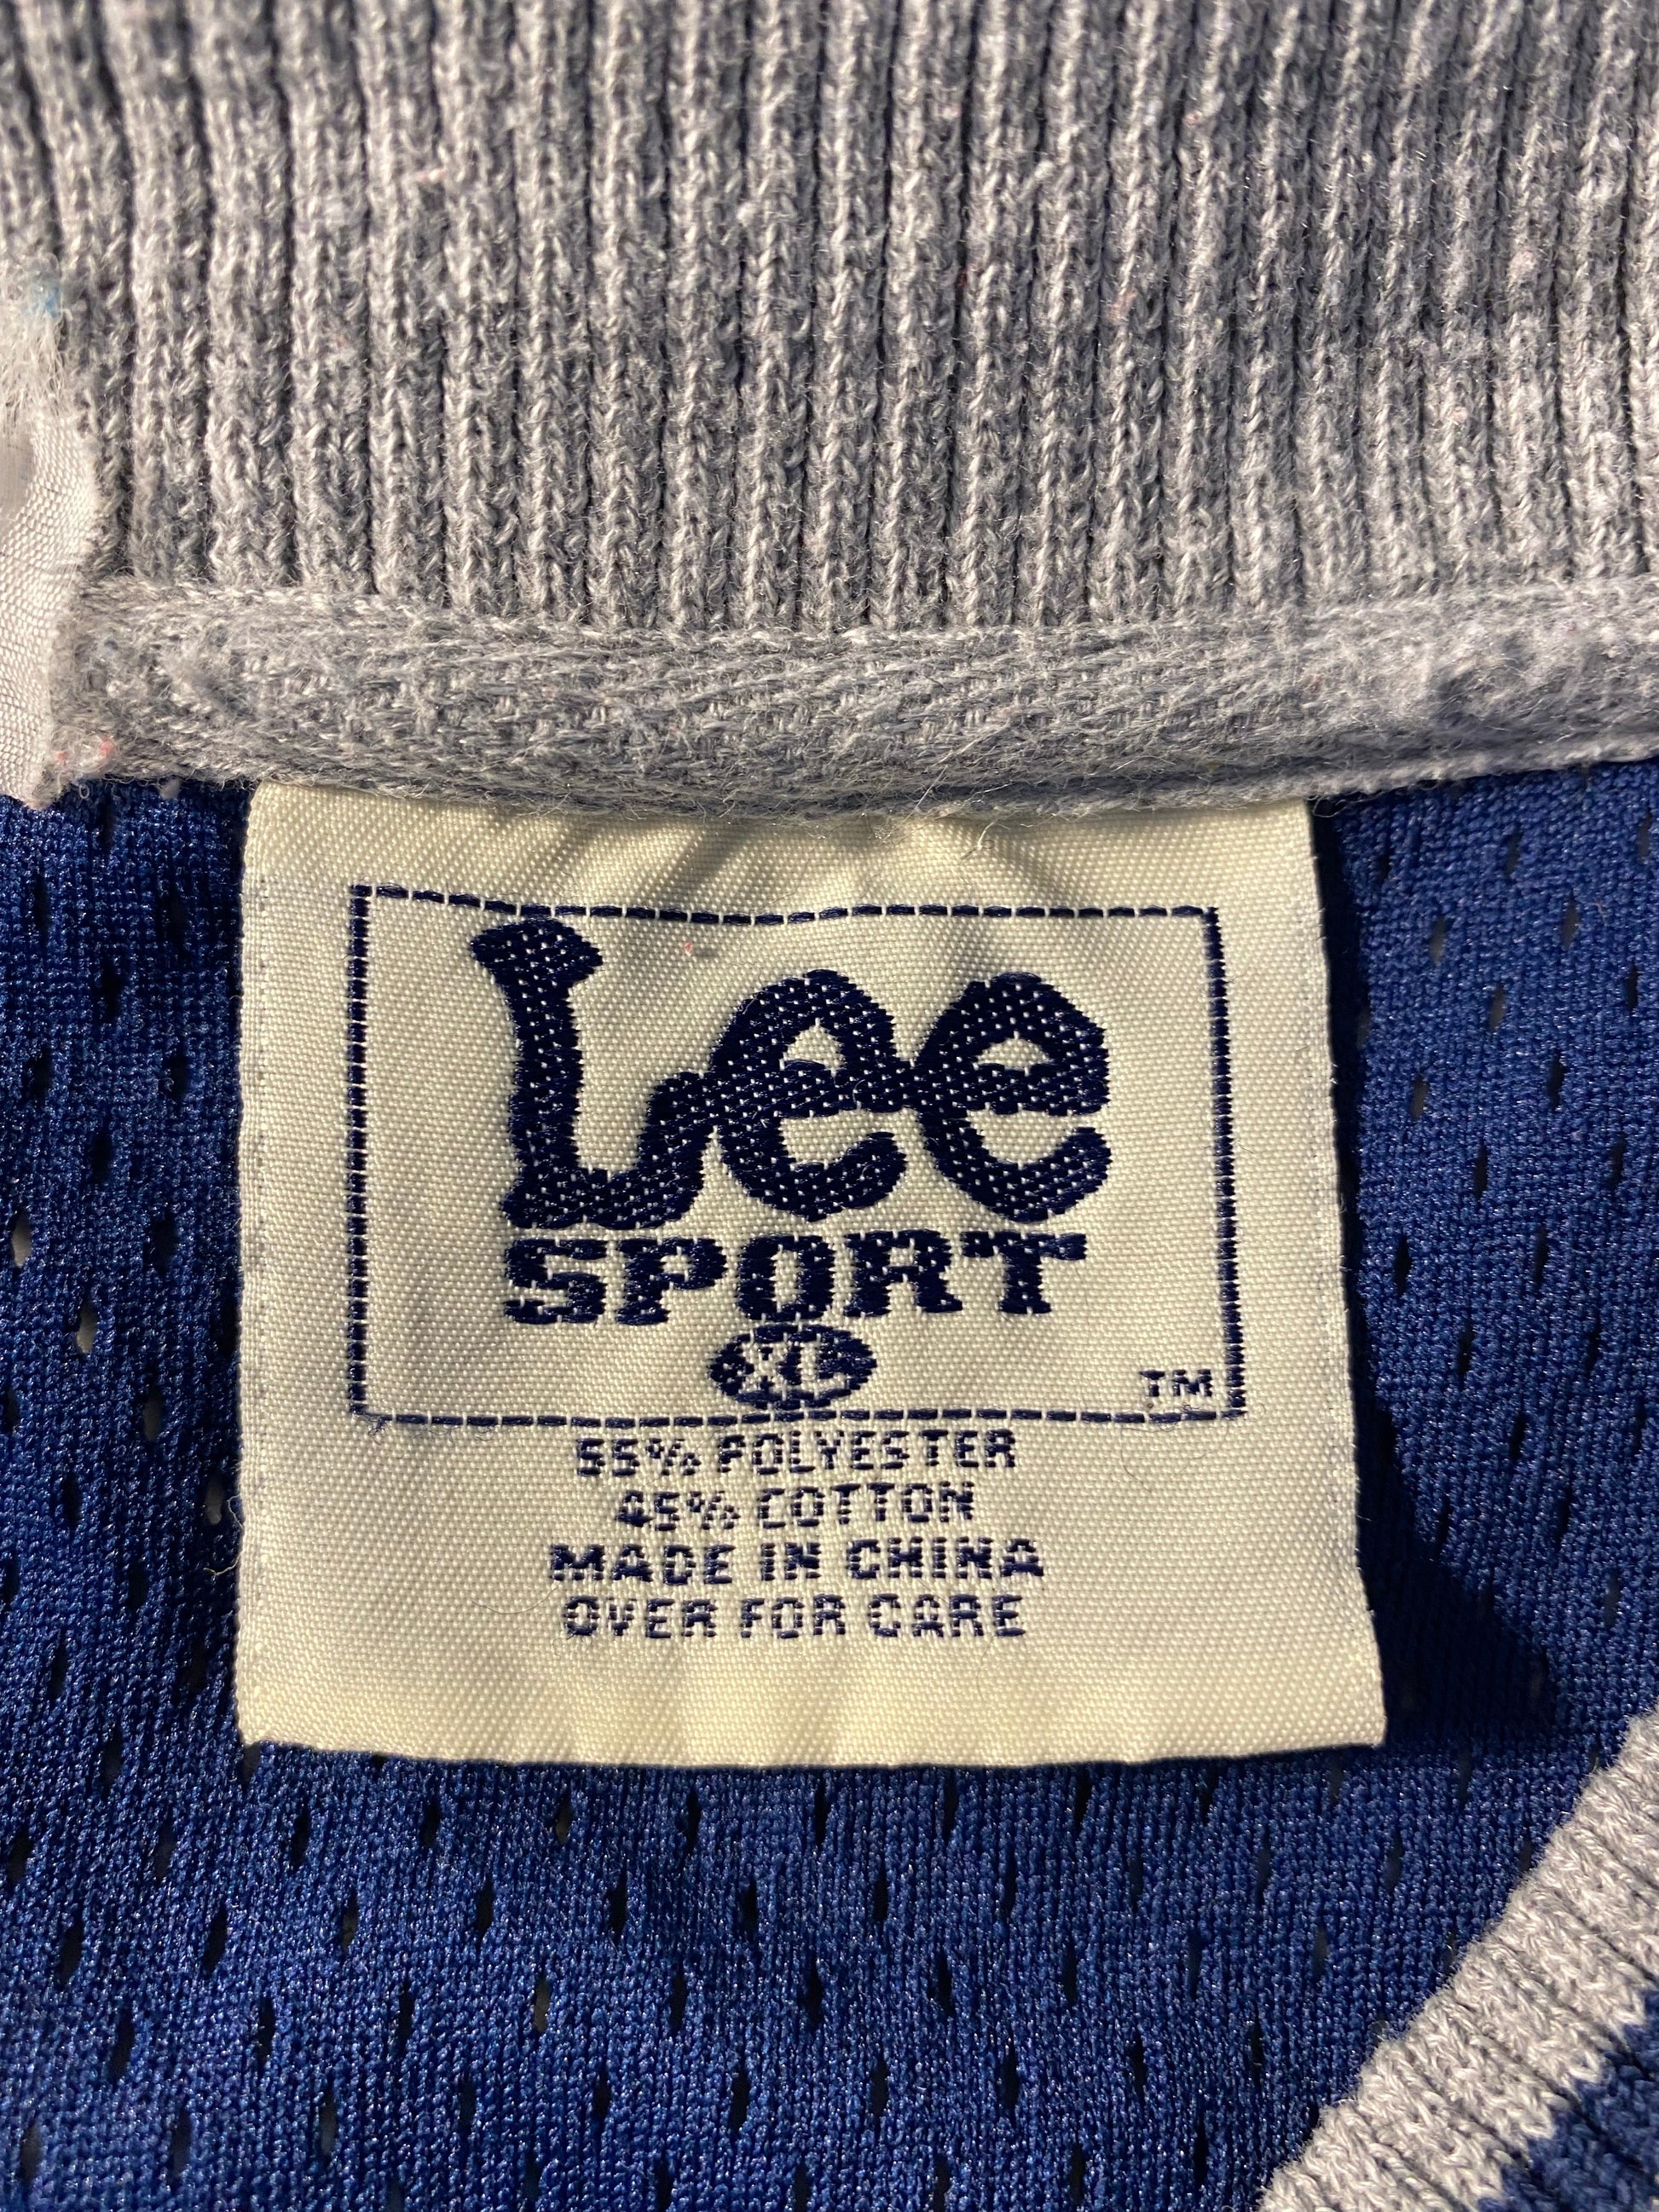 Lee
SPORT
XL
TM
55% POLYESTER
45% COTTON
MADE IN CHINA
OVER FOR CARE